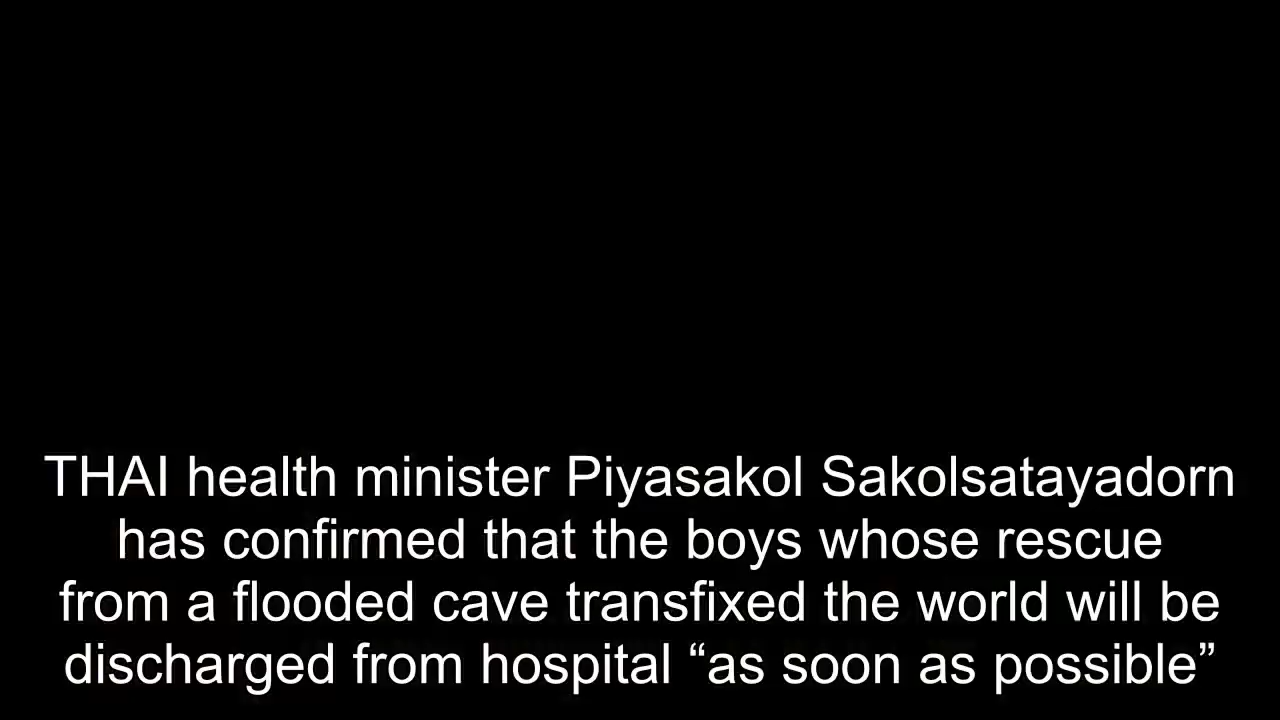 THAI health minister Piyasakol Sakolsatayadorn
has confirmed that the boys whose rescue
from a flooded cave transfixed the world will be
discharged from hospital “as soon as possible”